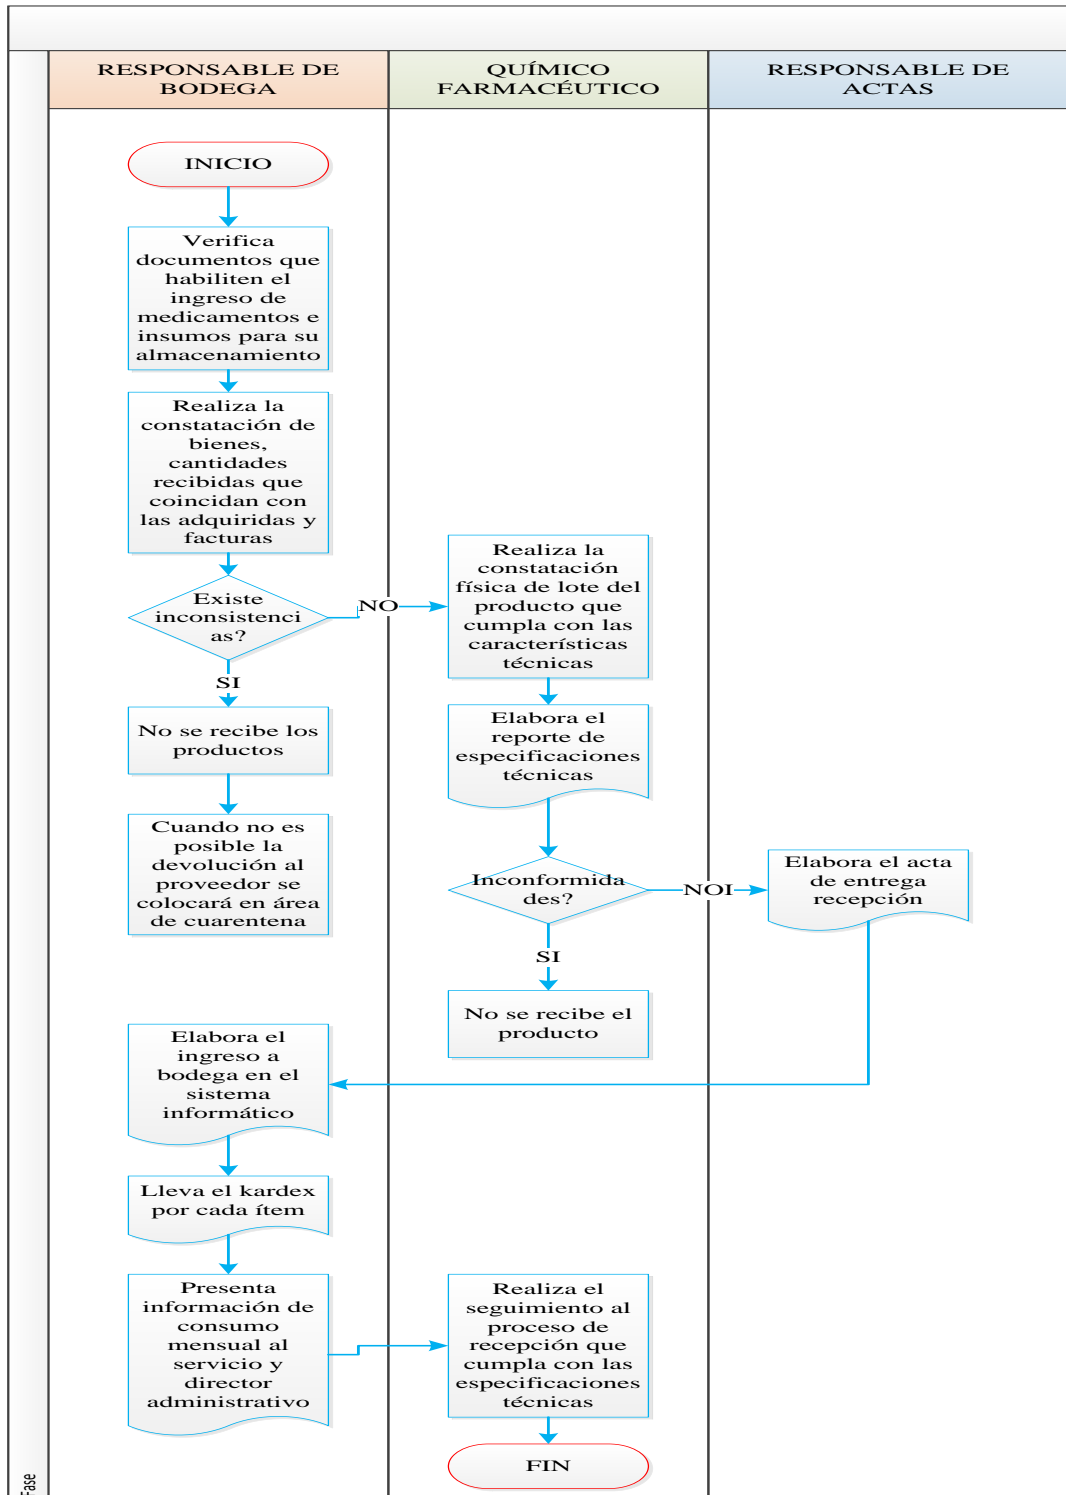 RESPONSABLE DE
BODEGA
QUÍMICO
FARMACÉUTICO
RESPONSABLE DE
ACTAS
INICIO
Verifica
documentos que
habiliten el
ingreso de
medicamentos e
insumos para su
almacenamiento
Realiza la
constatación de
bienes,
cantidades
recibidas que
coincidan con
las adquiridas y
facturas
Existe
inconsistenci
as?
NO
SI
No se recibe los
productos
Cuando no es
posible la
devolución al
proveedor se
colocará en área
de cuarentena
Realiza la
constatación
física de lote del
producto que
cumpla con las
características
técnicas
Elabora el
reporte de
especificaciones
técnicas
Inconformida
des?
NOI
SI
No se recibe el
producto
Elabora el acta
de entrega
recepción
Elabora el
ingreso a
bodega en el
sistema
informático
Lleva el kardex
por cada ítem
Presenta
información de
consumo
mensual al
servicio y
director
administrativo
Realiza el
seguimiento al
proceso de
recepción que
cumpla con las
especificaciones
técnicas
FIN
Fase